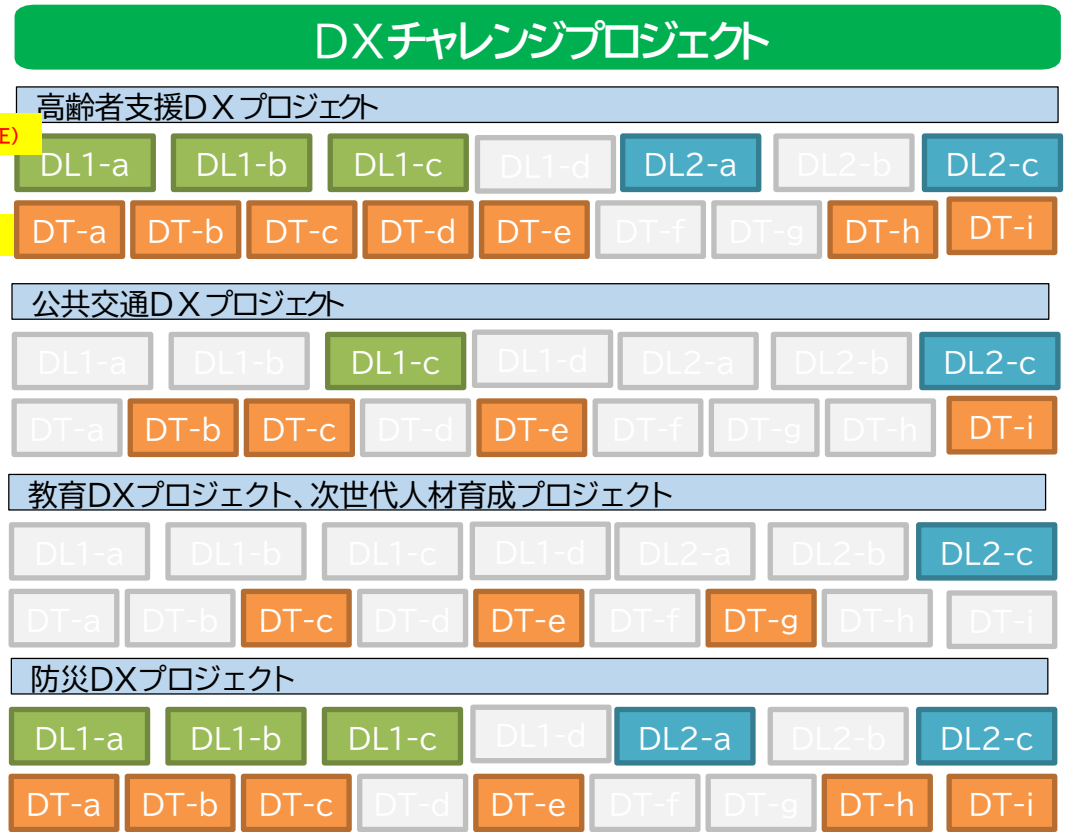 DXチャレンジプロジェクト
高齢者支援DXプロジェクト
E)
DL1-a DL1-b DL1-c DL1-d DL2-a DL2-b DL2-c
DT-a DT-b DT-c DT-d DT-e DT-f DT-g DT-h DT-i
公共交通DXプロジェクト
DL1-a DL1-b DL1-c DL1-d DL2-a DL2-b DL2-c
DT-a DT-b DT-c DT-d DT-e DT-f DT-g DT-h DT-i
教育DXプロジェクト、次世代人材育成プロジェクト
DL1-a DL1-b DL1-c DL1-d DL2-a DL2-b DL2-c
DT-a DT-b DT-c DT-d DT-e DT-f DT-g DT-h DT-i
防災DXプロジェクト
DL1-a DL1-b DL1-c DL1-d DL2-a DL2-b DL2-c
DT-a DT-b DT-c DT-d DT-e DT-f DT-g DT-h DT-i